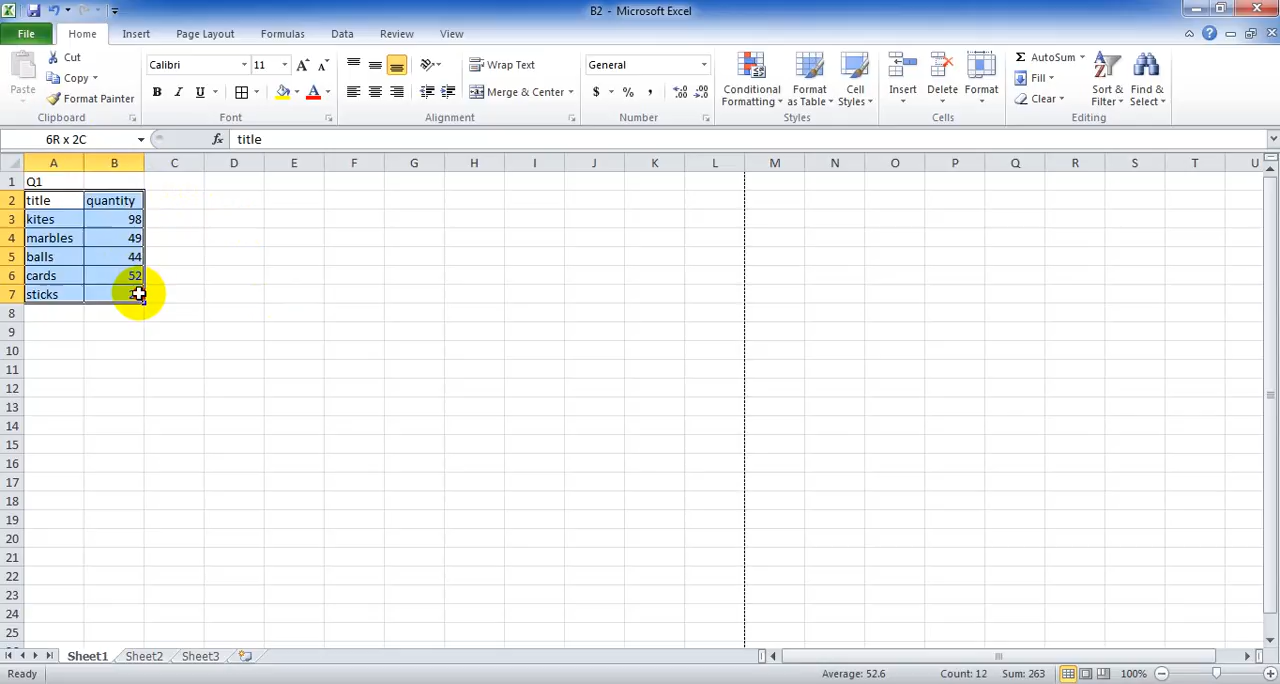 B2 - Microsoft Excel
File Home Insert Page Layout Formulas Data Review View
Paste
Cut
Copy
Format Painter
Clipboard
Calibri 11 A A
B I U A
Font
Wrap Text
Merge & Center
Alignment
General
$ % ,
Number
Conditional Formatting
Format as Table
Cell Styles
Styles
Insert
Delete
Format
Cells
Σ AutoSum
Fill
Clear
Sort & Filter
Find & Select
Editing
6R x 2C fx title
A B C D E F G H I J K L M N O P Q R S T U
1 Q1
2 title quantity
3 kites 98
4 marbles 49
5 balls 44
6 cards 52
7 sticks
8
9
10
11
12
13
14
15
16
17
18
19
20
21
22
23
24
25
Sheet1 Sheet2 Sheet3
Ready Average: 52.6 Count: 12 Sum: 263 100%